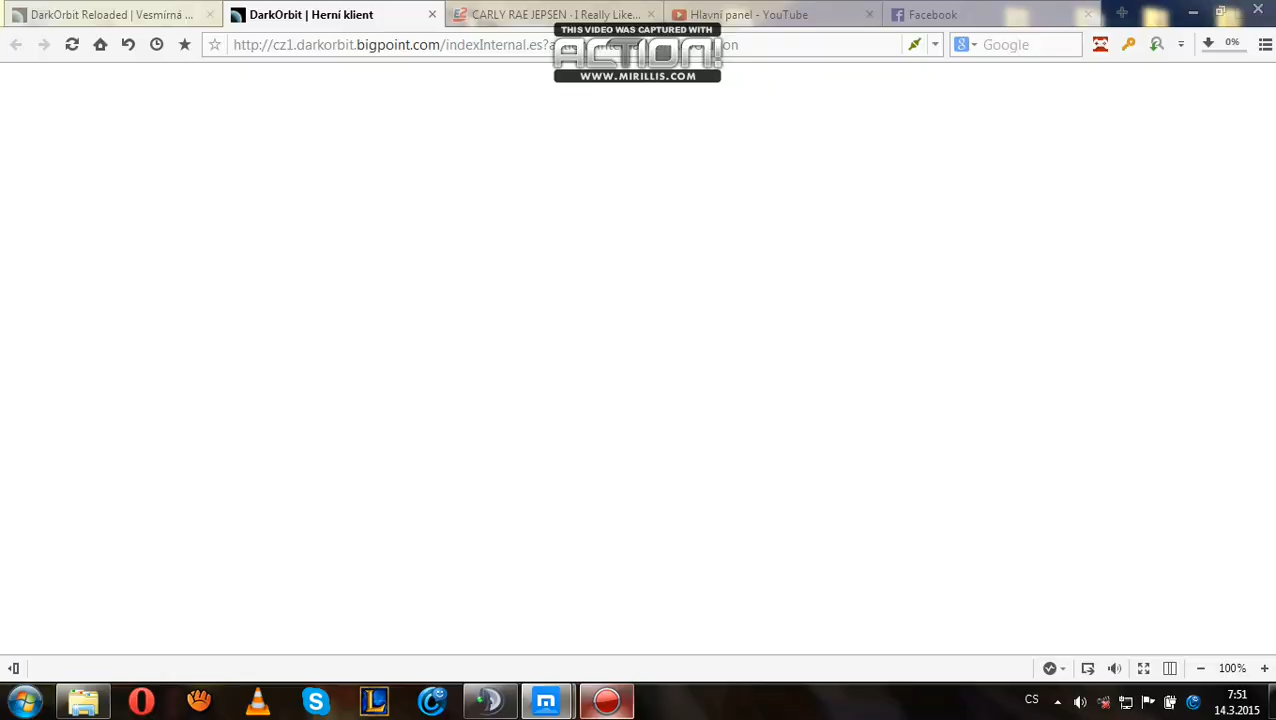 DarkOrbit Reloaded | Vesmírná ...
DarkOrbit | Herní klient
CARLY RAE JEPSEN - I Really Like...
Hlavní panel - YouTube
Facebook
THIS VIDEO WAS CAPTURED WITH
ACTION!
WWW.MIRILLIS.COM
http://cz1.darkorbit.bigpoint.com/indexInternal.es?
Google
0%
100%
CS
7:51
14.3.2015